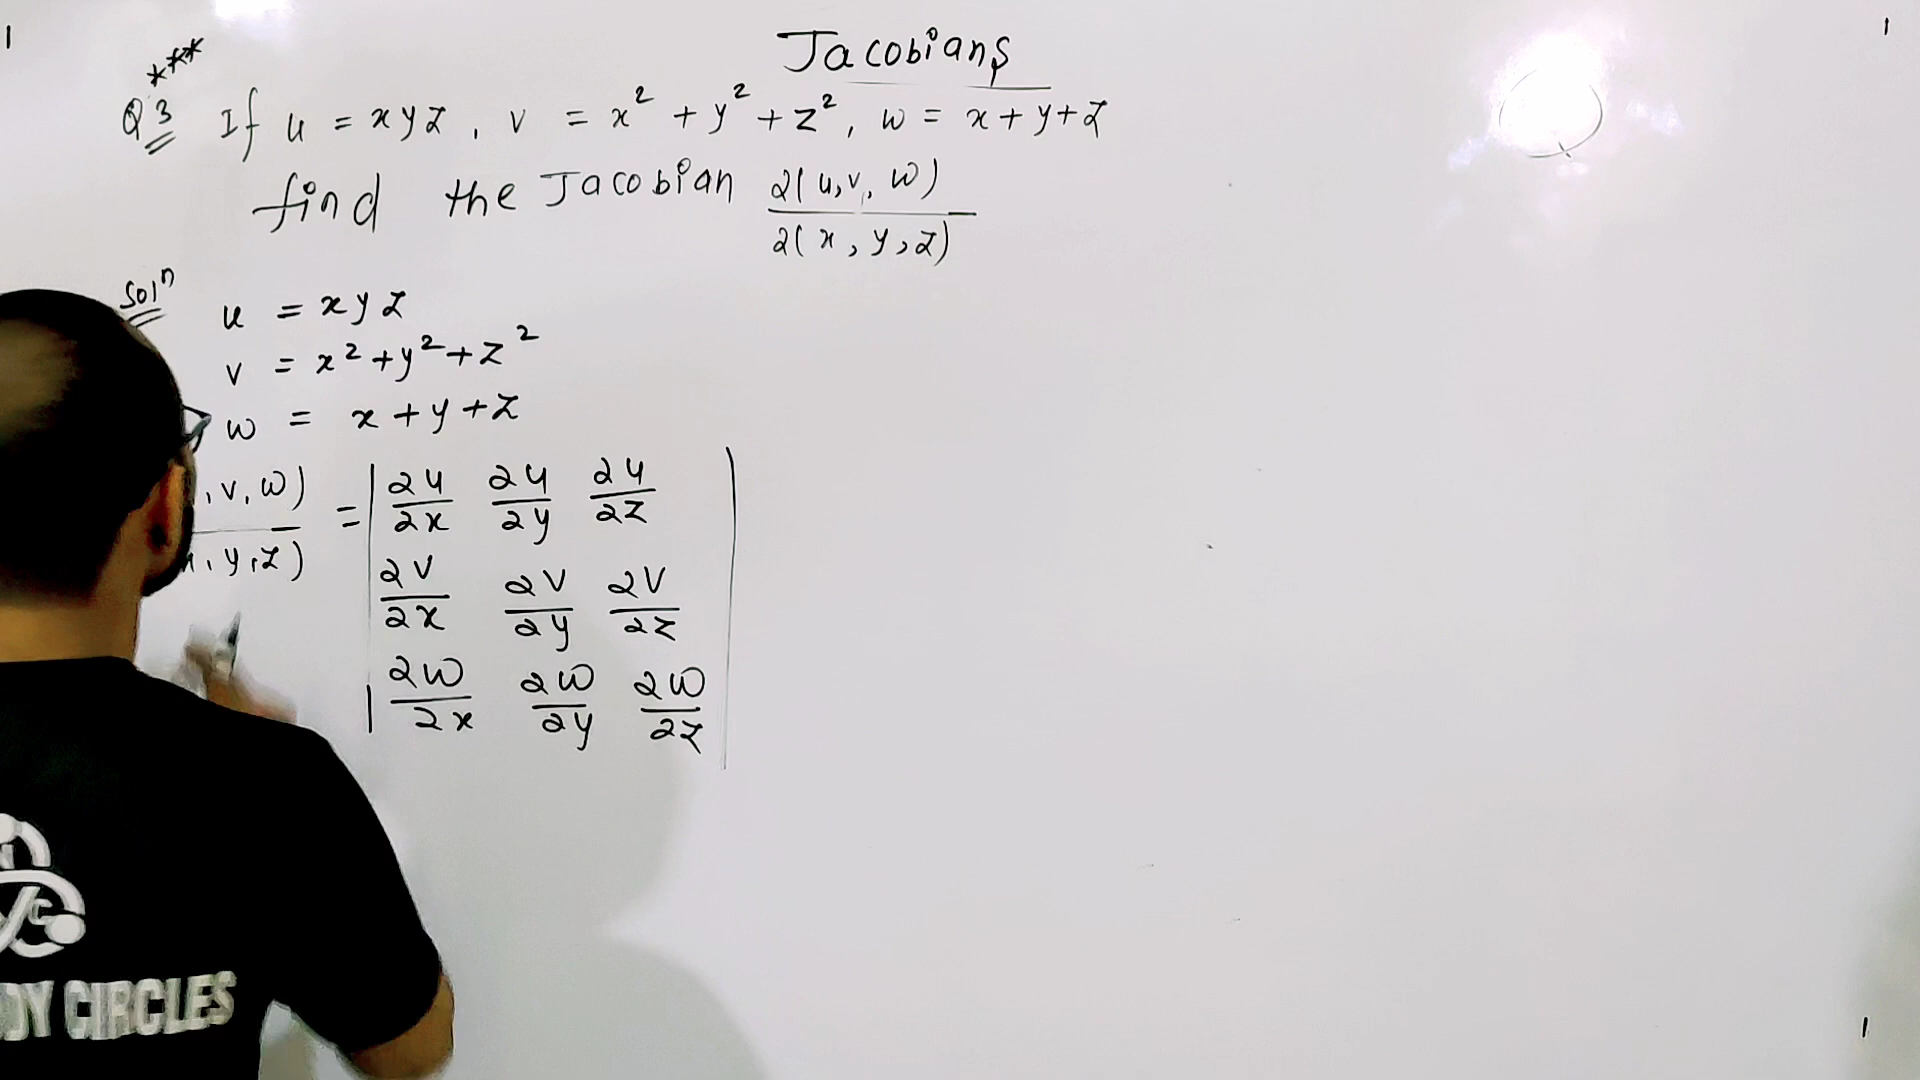 Jacobians
***
Q3 If u = xyz, v = x² + y² + z², w = x + y + z
find the Jacobian ∂(u,v,w)/∂(x,y,z)
Solⁿ u = xyz
v = x² + y² + z²
w = x + y + z
,v,w)/,y,z) = | ∂u/∂x ∂u/∂y ∂u/∂z |
| ∂v/∂x ∂v/∂y ∂v/∂z |
| ∂w/∂x ∂w/∂y ∂w/∂z |
CIRCLES